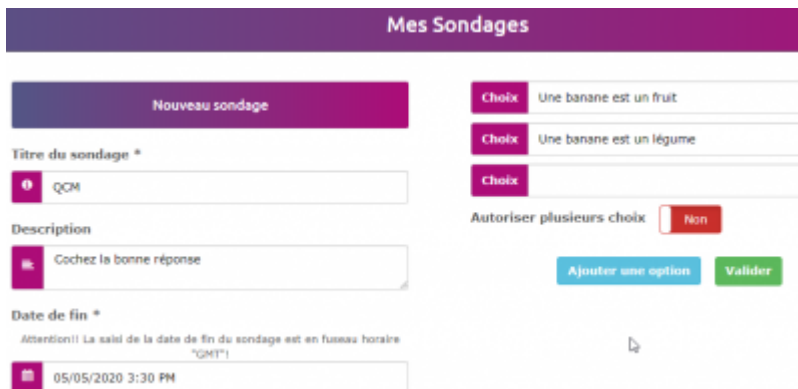 Mes Sondages
Nouveau sondage
Titre du sondage *
QCM
Description
Cochez la bonne réponse
Date de fin *
Attention!! La saisi de la date de fin du sondage est en fuseau horaire
"GMT"!
05/05/2020 3:30 PM
Choix Une banane est un fruit
Choix Une banane est un légume
Choix
Autoriser plusieurs choix Non
Ajouter une option Valider